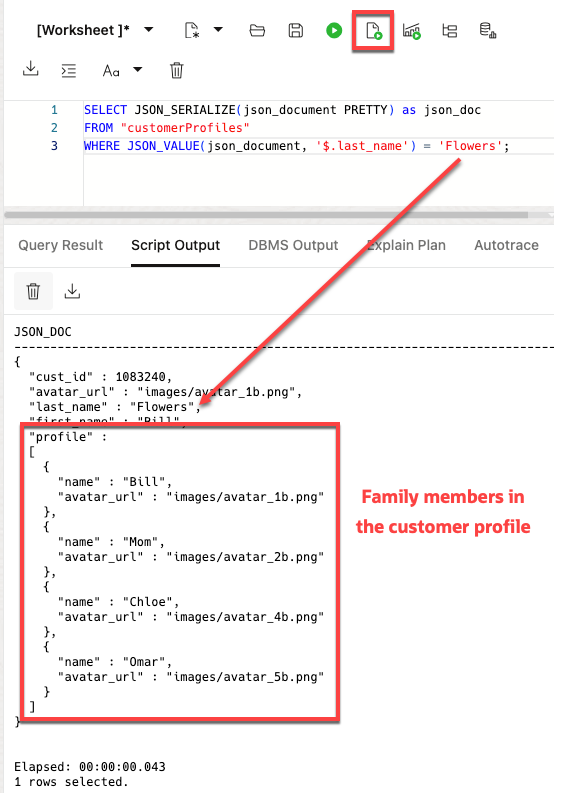 [Worksheet ]*
Aa
1 SELECT JSON_SERIALIZE(json_document PRETTY) as json_doc
2 FROM "customerProfiles"
3 WHERE JSON_VALUE(json_document, '$.last_name') = 'Flowers';
Query Result Script Output DBMS Output Explain Plan Autotrace
JSON_DOC
--------------------------------------------------------------------------------
{
"cust_id" : 1083240,
"avatar_url" : "images/avatar_1b.png",
"last_name" : "Flowers",
"first_name" : "Bill",
"profile" :
[
{
"name" : "Bill",
"avatar_url" : "images/avatar_1b.png"
},
{
"name" : "Mom",
"avatar_url" : "images/avatar_2b.png"
},
{
"name" : "Chloe",
"avatar_url" : "images/avatar_4b.png"
},
{
"name" : "Omar",
"avatar_url" : "images/avatar_5b.png"
}
]
}
Family members in
the customer profile
Elapsed: 00:00:00.043
1 rows selected.